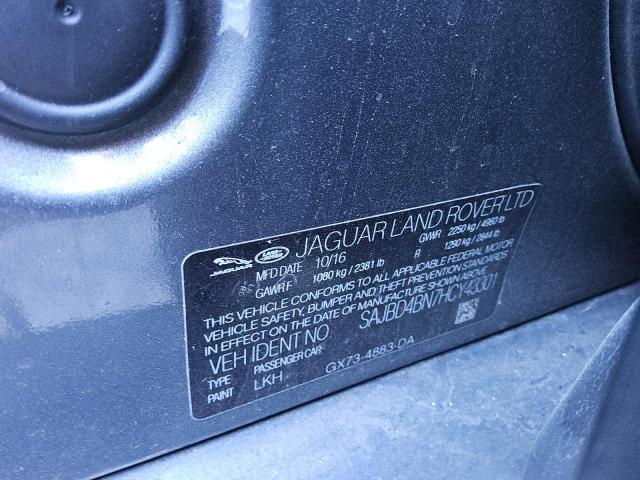 JAGUAR LAND ROVER JAGUAR LAND ROVER LTD
MFD DATE 10/16 GVWR 2250 kg / 4960 lb
GAWR F 1080 kg / 2381 lb R 1290 kg / 2844 lb
THIS VEHICLE CONFORMS TO ALL APPLICABLE FEDERAL MOTOR
VEHICLE SAFETY, BUMPER AND THEFT PREVENTION STANDARDS
IN EFFECT ON THE DATE OF MANUFACTURE SHOWN ABOVE.
VEH IDENT NO. SAJBD4BN7HCY43301
TYPE PASSENGER CAR
PAINT LKH GX73-4883-DA